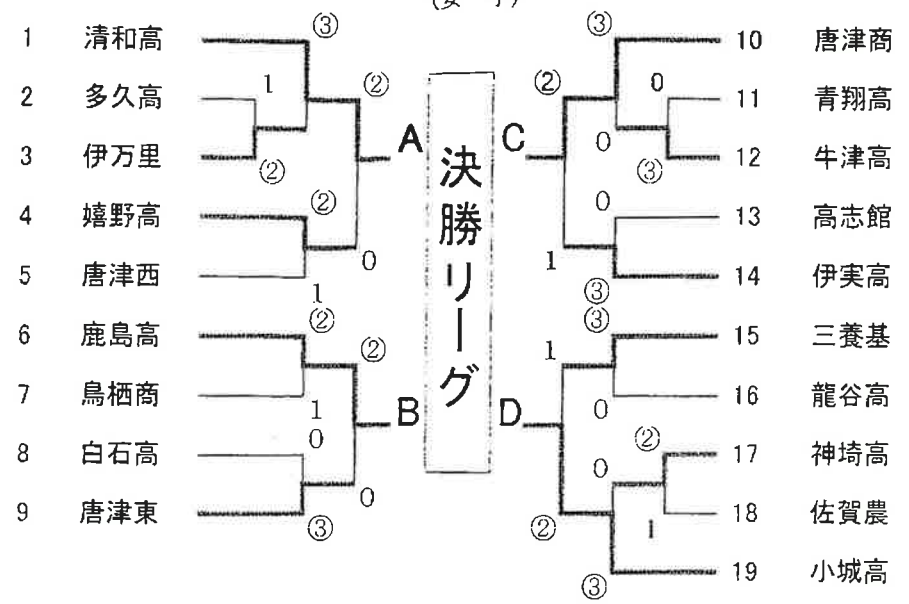 1 清和高 ③ ③ 10 唐津商
2 多久高 1 ② ② 0 11 青翔高
3 伊万里 ② A C 0 ③ 12 牛津高
4 嬉野高 ② 0 13 高志館
5 唐津西 1 0 1 ③ 14 伊実高
6 鹿島高 ② ② ③ 1 15 三養基
7 鳥栖商 1 B D 0 16 龍谷高
8 白石高 0 0 0 ② 17 神埼高
9 唐津東 ③ ② 1 18 佐賀農
③ 19 小城高
決勝リーグ